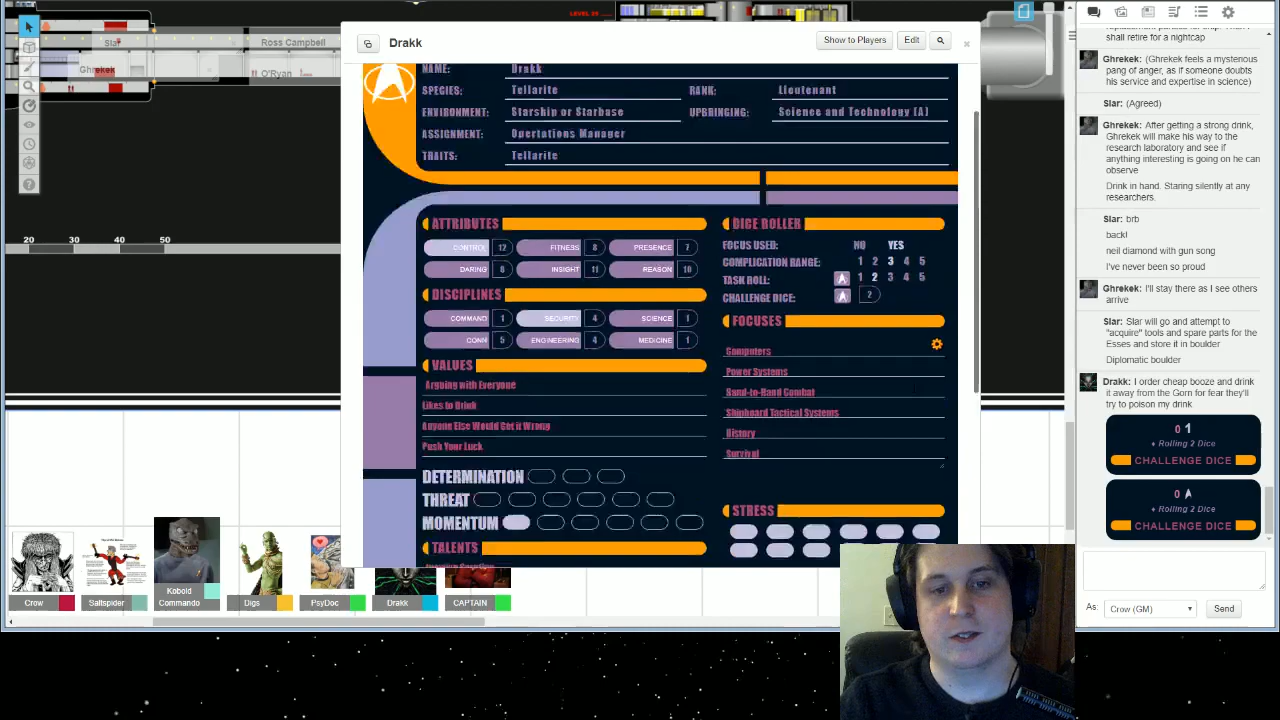 LEVEL 20
Slar
Ross Campbell
Ghrekek
O'Ryan
20 30 40 50
Drakk
Show to Players
Edit
NAME: Drakk
SPECIES: Tellarite
RANK: Lieutenant
ENVIRONMENT: Starship or Starbase
UPBRINGING: Science and Technology (A)
ASSIGNMENT: Opertations Manager
TRAITS: Tellarite
ATTRIBUTES
CONTROL 12 FITNESS 8 PRESENCE 7
DARING 8 INSIGHT 11 REASON 10
DISCIPLINES
COMMAND 1 SECURITY 4 SCIENCE 1
CONN 5 ENGINEERING 4 MEDICINE 1
VALUES
Arguing with Everyone
Likes to Drink
Anyone Else Would Get it Wrong
Push Your Luck
DETERMINATION
THREAT
MOMENTUM
TALENTS
DICE ROLLER
FOCUS USED: NO YES
COMPLICATION RANGE: 1 2 3 4 5
TASK ROLL: 1 2 3 4 5
CHALLENGE DICE: 2
FOCUSES
Computers
Power Systems
Hand-to-Hand Combat
Shipboard Tactical Systems
History
Survival
STRESS
shall retire for a nightcap
Ghrekek: (Ghrekek feels a mysterious
pang of anger, as if someone doubts
his service and expertise in science)
Slar: (Agreed)
Ghrekek: After getting a strong drink,
Ghrekek will make his way to the
research laboratory and see if
anything interesting is going on he can
observe
Drink in hand. Staring silently at any
researchers.
Slar: brb
back!
neil diamond with gun song
I've never been so proud
Ghrekek: I'll stay there as I see others
arrive
Slar: Slar will go and attempt to
"acquire" tools and spare parts for the
Esses and store it in boulder
Diplomatic boulder
Drakk: I order cheap booze and drink
it away from the Gorn for fear they'll
try to poison my drink
0 1
♦ Rolling 2 Dice
CHALLENGE DICE
0
♦ Rolling 2 Dice
CHALLENGE DICE
As: Crow (GM)
Send
Crow
Saltspider
Kobold
Commando
Digs
PsyDoc
Drakk
CAPTAIN